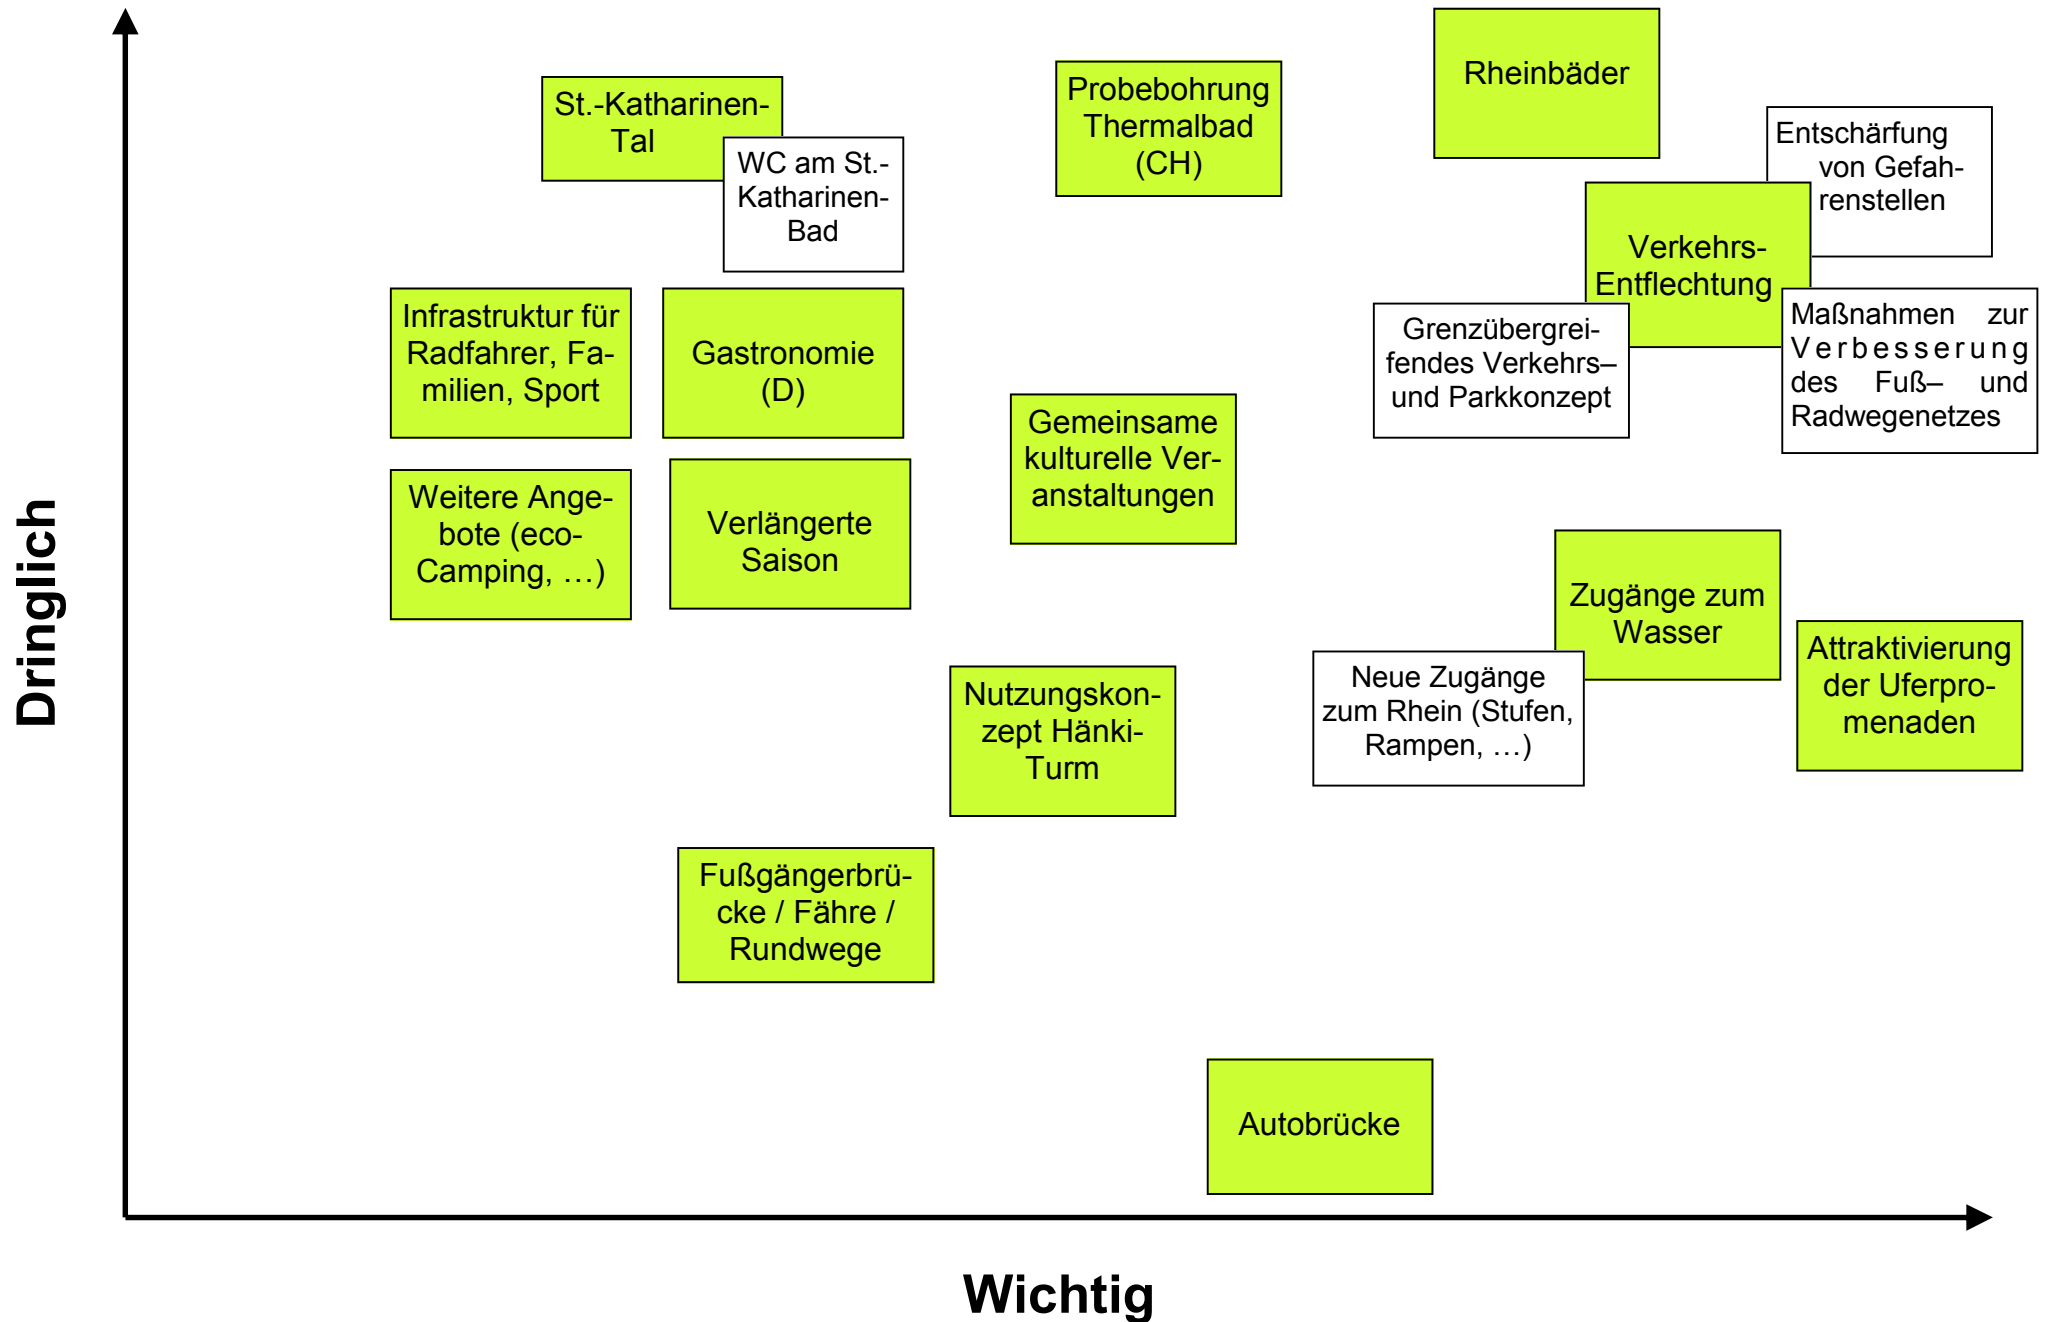 Rheinbäder
Probebohrung
Thermalbad
(CH)
St.-Katharinen-
Tal
WC am St.-
Katharinen-
Bad
Entschärfung
von Gefah-
renstellen
Verkehrs-
Entflechtung
Infrastruktur für
Radfahrer, Fa-
milien, Sport
Gastronomie
(D)
Grenzübergrei-
fendes Verkehrs–
und Parkkonzept
Maßnahmen zur
Verbesserung
des Fuß– und
Radwegenetzes
Gemeinsame
kulturelle Ver-
anstaltungen
Weitere Ange-
bote (eco-
Camping, …)
Verlängerte
Saison
Zugänge zum
Wasser
Attraktivierung
der Uferpro-
menaden
Neue Zugänge
zum Rhein (Stufen,
Rampen, …)
Nutzungskon-
zept Hänki-
Turm
Fußgängerbrü-
cke / Fähre /
Rundwege
Autobrücke
Dringlich
Wichtig